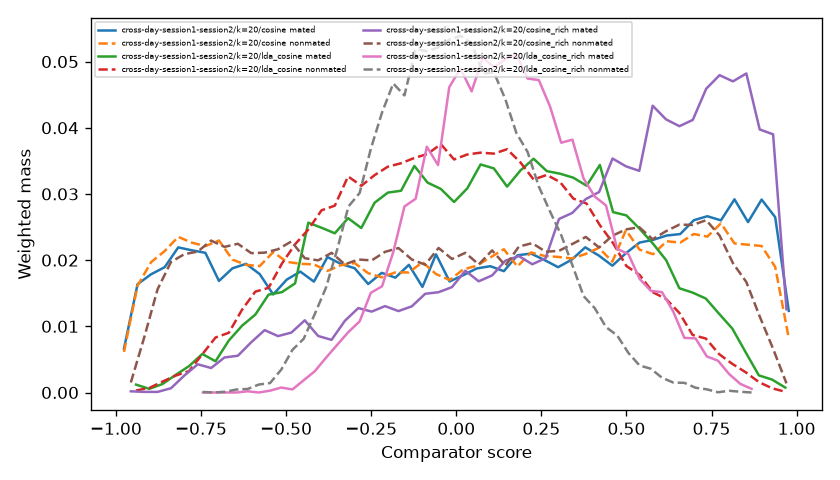 cross-day-session1-session2/k=20/cosine mated
cross-day-session1-session2/k=20/cosine nonmated
cross-day-session1-session2/k=20/lda_cosine mated
cross-day-session1-session2/k=20/lda_cosine nonmated
cross-day-session1-session2/k=20/cosine_rich mated
cross-day-session1-session2/k=20/cosine_rich nonmated
cross-day-session1-session2/k=20/lda_cosine_rich mated
cross-day-session1-session2/k=20/lda_cosine_rich nonmated
Weighted mass
0.05
0.04
0.03
0.02
0.01
0.00
−1.00 −0.75 −0.50 −0.25 0.00 0.25 0.50 0.75 1.00
Comparator score